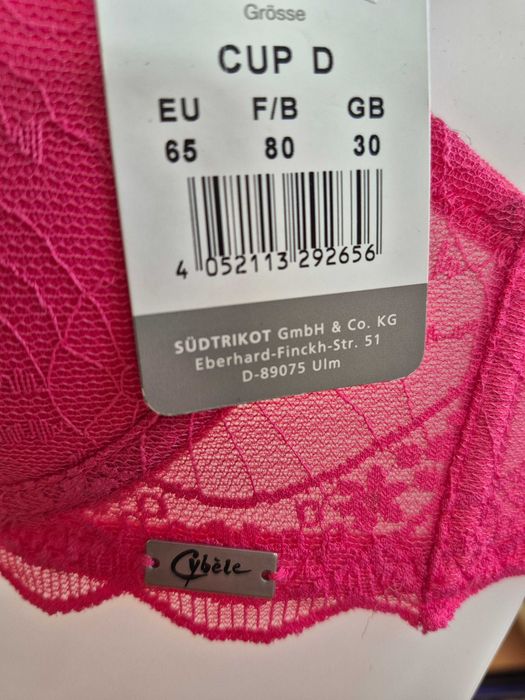 Grösse
CUP D
EU F/B GB
65 80 30
4 052113 292656
SÜDTRIKOT GmbH & Co. KG
Eberhard-Finckh-Str. 51
D-89075 Ulm
Cybèle